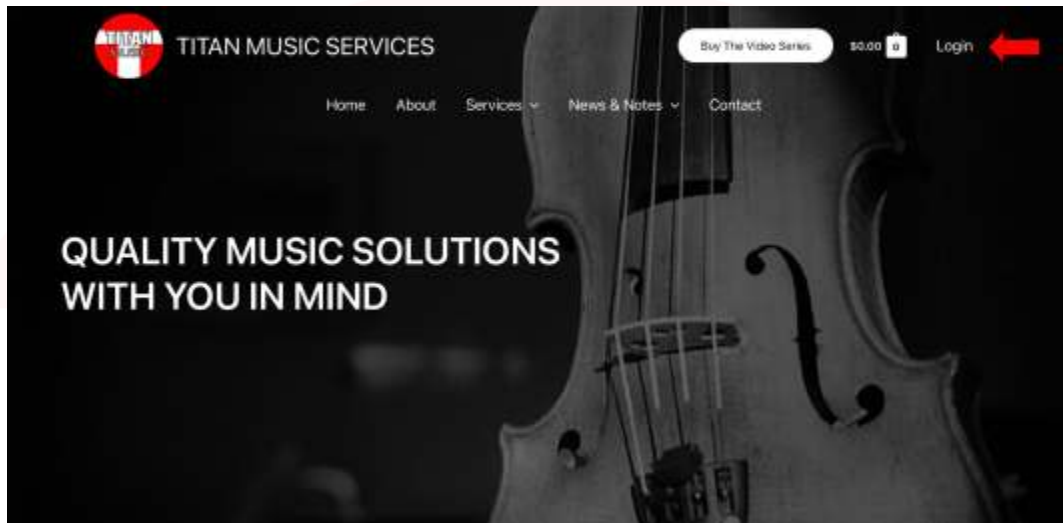 TITAN
TITAN MUSIC SERVICES
Buy The Video Series
$0.00
0
Login
Home
About
Services
News & Notes
Contact
QUALITY MUSIC SOLUTIONS
WITH YOU IN MIND